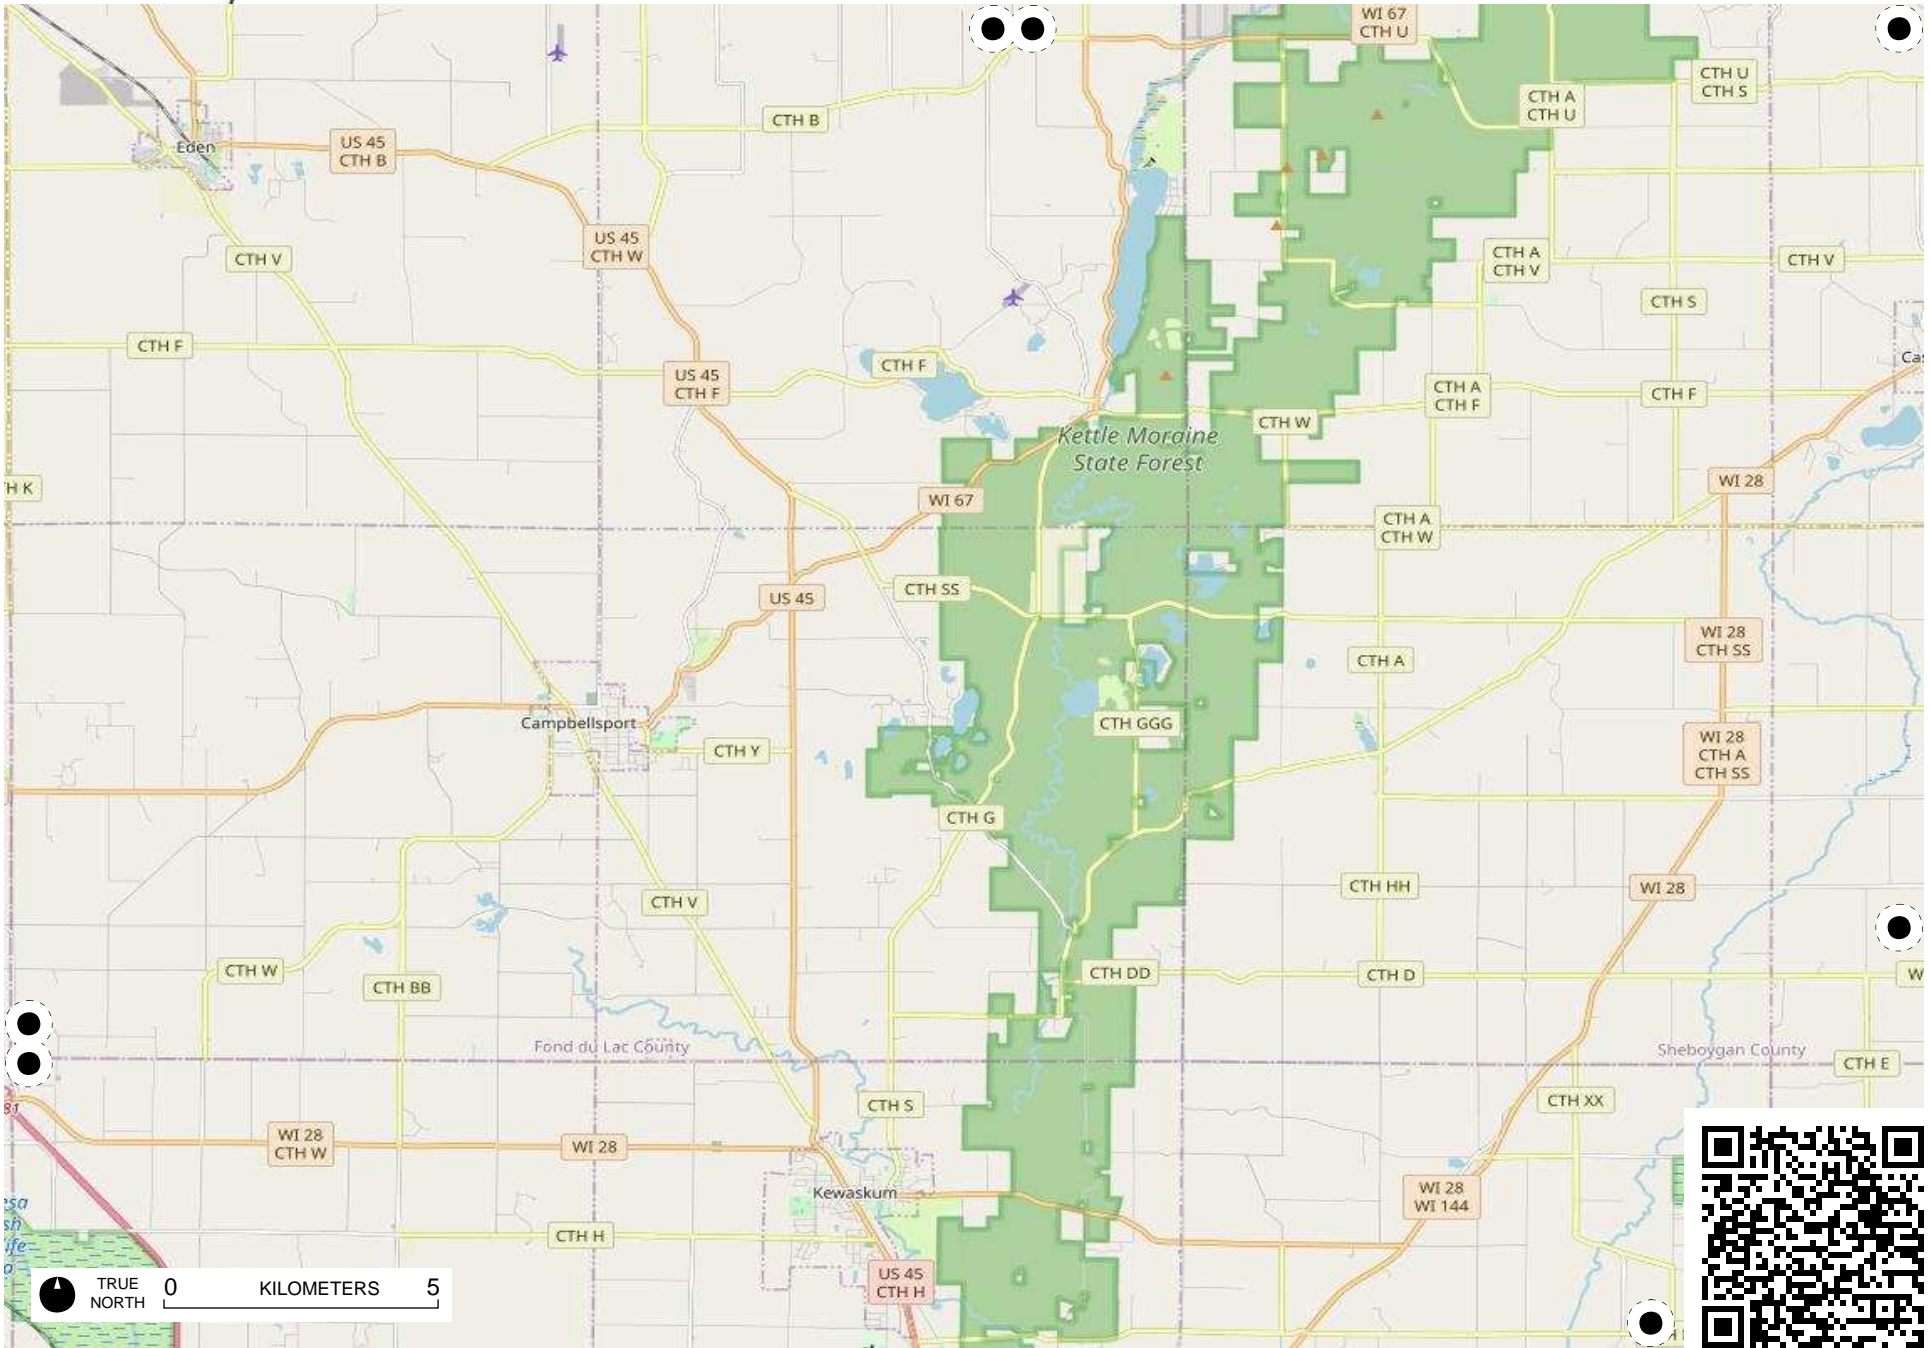 WI 67
CTH U
CTH U
CTH S
CTH A
CTH U
CTH B
Eden
US 45
CTH B
US 45
CTH W
CTH V
CTH A
CTH V
CTH V
CTH S
CTH F
CTH F
US 45
CTH F
CTH A
CTH F
CTH F
CTH W
Kettle Moraine
State Forest
WI 28
WI 67
CTH A
CTH W
CTH SS
US 45
WI 28
CTH SS
CTH A
Campbellsport
CTH GGG
CTH Y
WI 28
CTH A
CTH SS
CTH G
CTH HH
WI 28
CTH V
CTH W
CTH BB
CTH DD
CTH D
Fond du Lac County
Sheboygan County
CTH E
CTH S
CTH XX
WI 28
CTH W
WI 28
Kewaskum
WI 28
WI 144
CTH H
US 45
CTH H
TRUE
NORTH
0 KILOMETERS 5